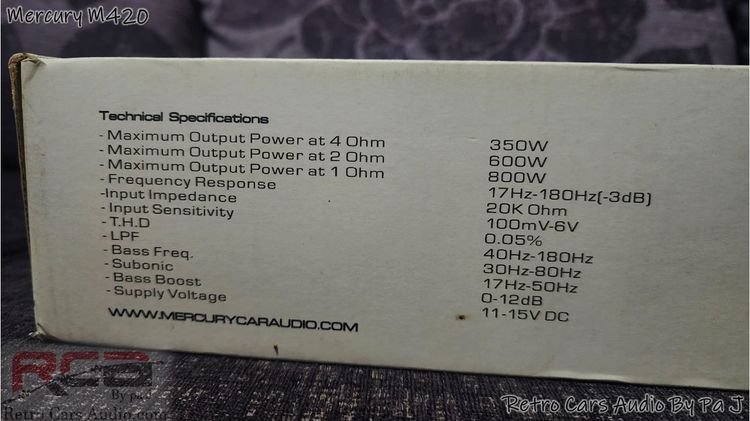 Mercury M420
Technical Specifications
- Maximum Output Power at 4 Ohm 350W
- Maximum Output Power at 2 Ohm 600W
- Maximum Output Power at 1 Ohm 800W
- Frequency Response 17Hz-180Hz(-3dB)
-Input Impedance 20K Ohm
- Input Sensitivity 100mV-6V
- T.H.D 0.05%
- LPF 40Hz-180Hz
- Bass Freq. 30Hz-80Hz
- Subonic 17Hz-50Hz
- Bass Boost 0-12dB
- Supply Voltage 11-15V DC
WWW.MERCURYCARAUDIO.COM
RCA
By pa j
Retro Cars Audio.com
Retro Cars Audio By Pa J